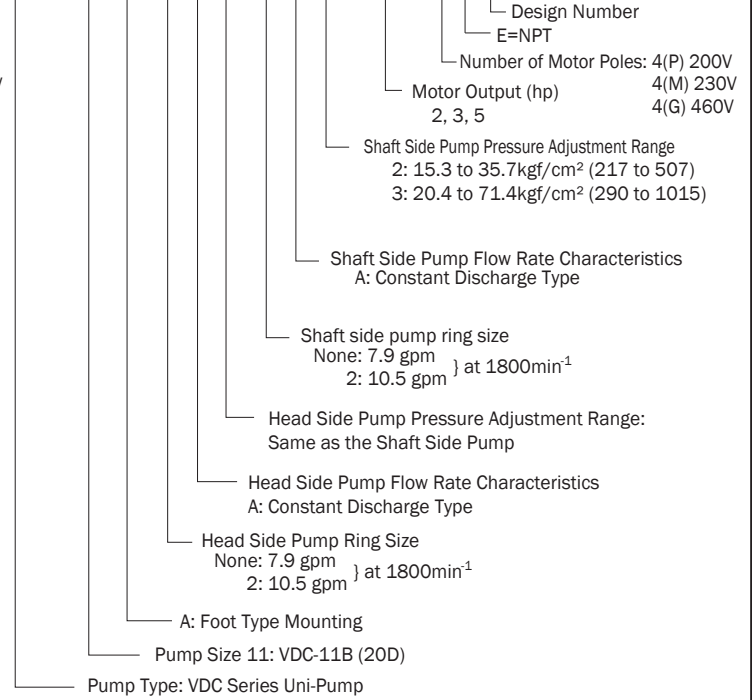 Design Number
E=NPT
Number of Motor Poles: 4(P) 200V
4(M) 230V
4(G) 460V
Motor Output (hp)
2, 3, 5
Shaft Side Pump Pressure Adjustment Range
2: 15.3 to 35.7kgf/cm² (217 to 507)
3: 20.4 to 71.4kgf/cm² (290 to 1015)
Shaft Side Pump Flow Rate Characteristics
A: Constant Discharge Type
Shaft side pump ring size
None: 7.9 gpm
2: 10.5 gpm } at 1800min⁻¹
Head Side Pump Pressure Adjustment Range:
Same as the Shaft Side Pump
Head Side Pump Flow Rate Characteristics
A: Constant Discharge Type
Head Side Pump Ring Size
None: 7.9 gpm
2: 10.5 gpm } at 1800min⁻¹
A: Foot Type Mounting
Pump Size 11: VDC-11B (20D)
Pump Type: VDC Series Uni-Pump